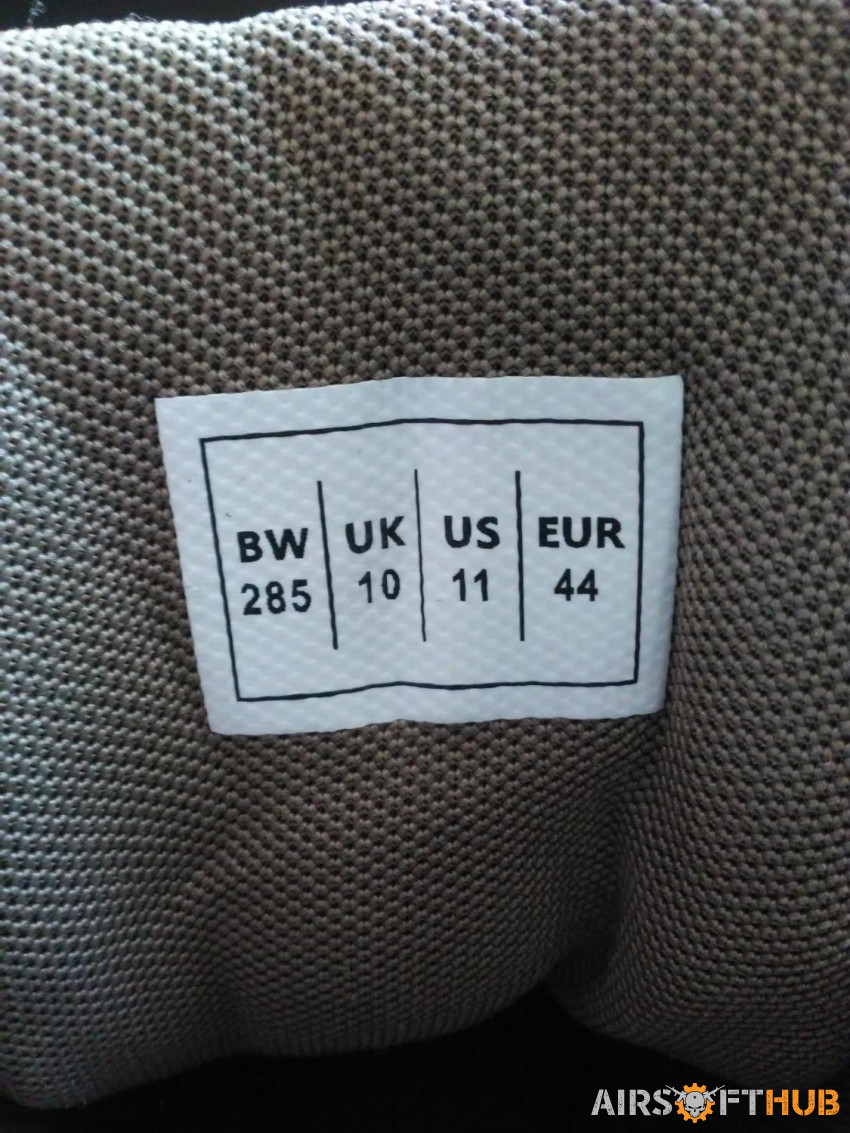 BW UK US EUR
285 10 11 44
AIRSOFTHUB